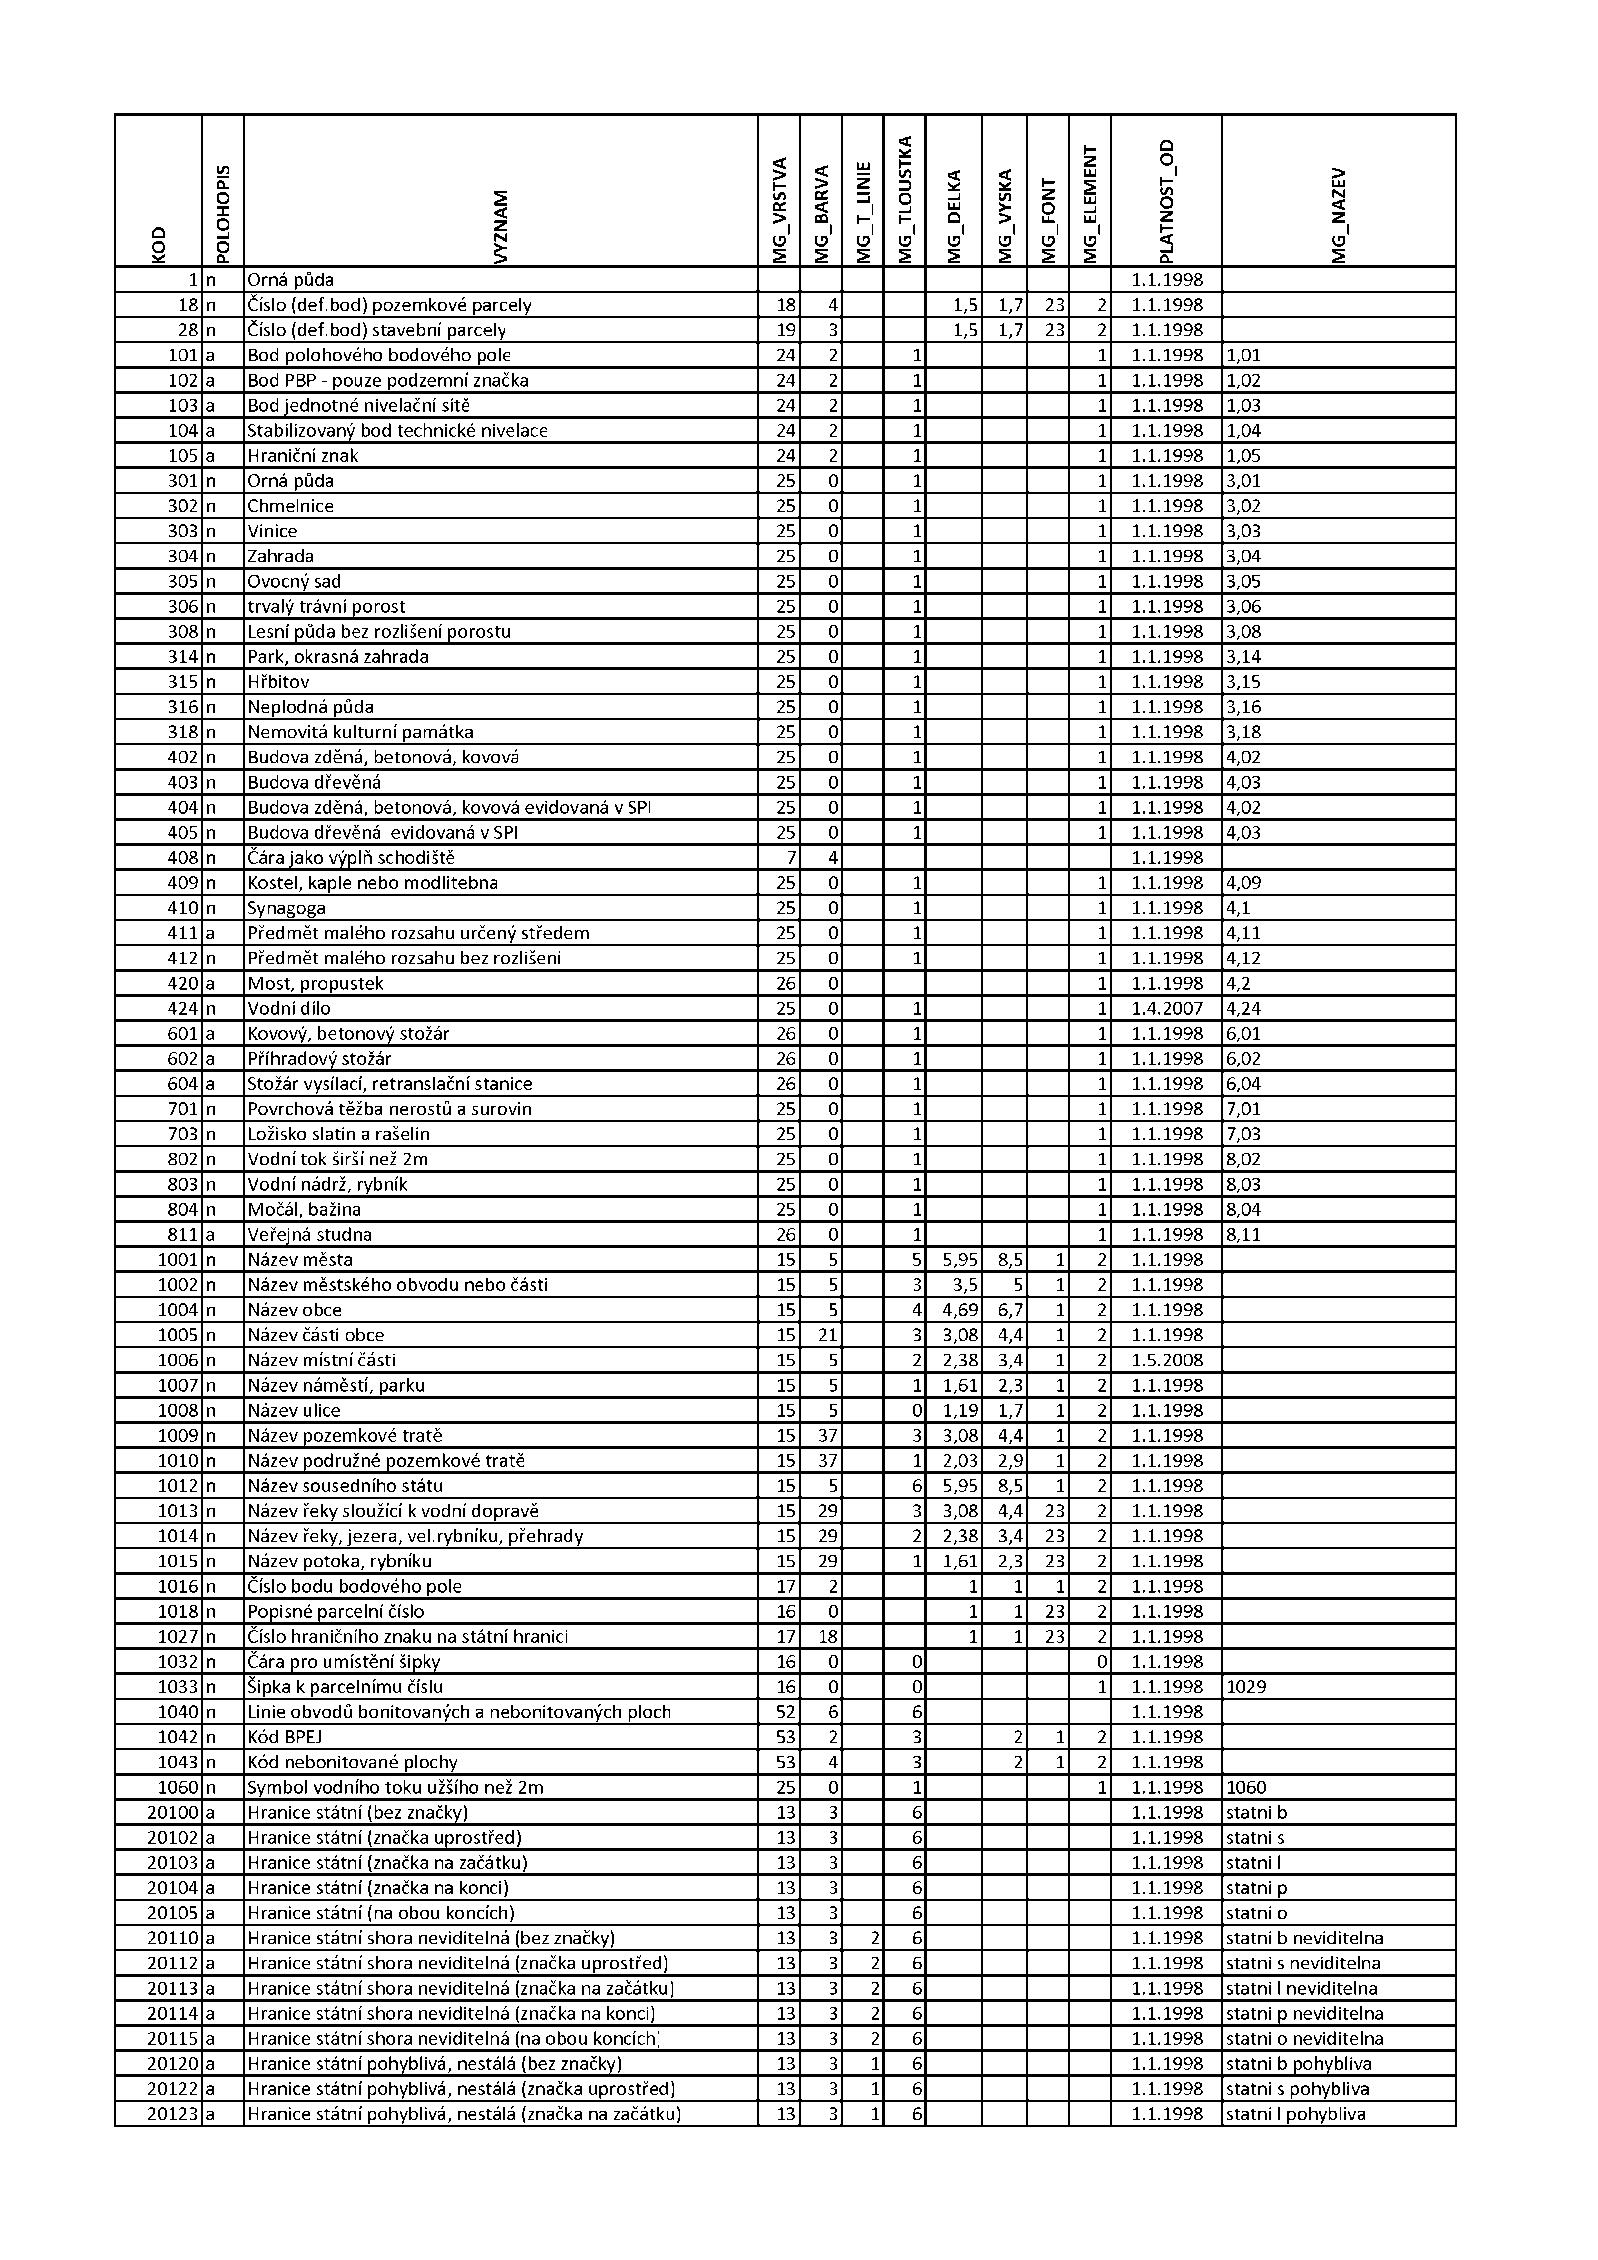 KOD POLOHOPIS VYZNAM MG_VRSTVA MG_BARVA MG_T_LINIE MG_TLOUSTKA MG_DELKA MG_VYSKA MG_FONT MG_ELEMENT PLATNOST_OD MG_NAZEV
1 n Orná půda 1.1.1998
18 n Číslo (def.bod) pozemkové parcely 18 4 1,5 1,7 23 2 1.1.1998
28 n Číslo (def.bod) stavební parcely 19 3 1,5 1,7 23 2 1.1.1998
101 a Bod polohového bodového pole 24 2 1 1 1.1.1998 1,01
102 a Bod PBP - pouze podzemní značka 24 2 1 1 1.1.1998 1,02
103 a Bod jednotné nivelační sítě 24 2 1 1 1.1.1998 1,03
104 a Stabilizovaný bod technické nivelace 24 2 1 1 1.1.1998 1,04
105 a Hraniční znak 24 2 1 1 1.1.1998 1,05
301 n Orná půda 25 0 1 1 1.1.1998 3,01
302 n Chmelnice 25 0 1 1 1.1.1998 3,02
303 n Vinice 25 0 1 1 1.1.1998 3,03
304 n Zahrada 25 0 1 1 1.1.1998 3,04
305 n Ovocný sad 25 0 1 1 1.1.1998 3,05
306 n trvalý trávní porost 25 0 1 1 1.1.1998 3,06
308 n Lesní půda bez rozlišení porostu 25 0 1 1 1.1.1998 3,08
314 n Park, okrasná zahrada 25 0 1 1 1.1.1998 3,14
315 n Hřbitov 25 0 1 1 1.1.1998 3,15
316 n Neplodná půda 25 0 1 1 1.1.1998 3,16
318 n Nemovitá kulturní památka 25 0 1 1 1.1.1998 3,18
402 n Budova zděná, betonová, kovová 25 0 1 1 1.1.1998 4,02
403 n Budova dřevěná 25 0 1 1 1.1.1998 4,03
404 n Budova zděná, betonová, kovová evidovaná v SPI 25 0 1 1 1.1.1998 4,02
405 n Budova dřevěná evidovaná v SPI 25 0 1 1 1.1.1998 4,03
408 n Čára jako výplň schodiště 7 4 1.1.1998
409 n Kostel, kaple nebo modlitebna 25 0 1 1 1.1.1998 4,09
410 n Synagoga 25 0 1 1 1.1.1998 4,1
411 a Předmět malého rozsahu určený středem 25 0 1 1 1.1.1998 4,11
412 n Předmět malého rozsahu bez rozlišení 25 0 1 1 1.1.1998 4,12
420 a Most, propustek 26 0 1 1.1.1998 4,2
424 n Vodní dílo 25 0 1 1 1.4.2007 4,24
601 a Kovový, betonový stožár 26 0 1 1 1.1.1998 6,01
602 a Příhradový stožár 26 0 1 1 1.1.1998 6,02
604 a Stožár vysílací, retranslační stanice 26 0 1 1 1.1.1998 6,04
701 n Povrchová těžba nerostů a surovin 25 0 1 1 1.1.1998 7,01
703 n Ložisko slatin a rašelin 25 0 1 1 1.1.1998 7,03
802 n Vodní tok širší než 2m 25 0 1 1 1.1.1998 8,02
803 n Vodní nádrž, rybník 25 0 1 1 1.1.1998 8,03
804 n Močál, bažina 25 0 1 1 1.1.1998 8,04
811 a Veřejná studna 26 0 1 1 1.1.1998 8,11
1001 n Název města 15 5 5 5,95 8,5 1 2 1.1.1998
1002 n Název městského obvodu nebo části 15 5 3 3,5 5 1 2 1.1.1998
1004 n Název obce 15 5 4 4,69 6,7 1 2 1.1.1998
1005 n Název části obce 15 21 3 3,08 4,4 1 2 1.1.1998
1006 n Název místní části 15 5 2 2,38 3,4 1 2 1.5.2008
1007 n Název náměstí, parku 15 5 1 1,61 2,3 1 2 1.1.1998
1008 n Název ulice 15 5 0 1,19 1,7 1 2 1.1.1998
1009 n Název pozemkové tratě 15 37 3 3,08 4,4 1 2 1.1.1998
1010 n Název podružné pozemkové tratě 15 37 1 2,03 2,9 1 2 1.1.1998
1012 n Název sousedního státu 15 5 6 5,95 8,5 1 2 1.1.1998
1013 n Název řeky sloužící k vodní dopravě 15 29 3 3,08 4,4 23 2 1.1.1998
1014 n Název řeky, jezera, vel.rybníku, přehrady 15 29 2 2,38 3,4 23 2 1.1.1998
1015 n Název potoka, rybníku 15 29 1 1,61 2,3 23 2 1.1.1998
1016 n Číslo bodu bodového pole 17 2 1 1 1 2 1.1.1998
1018 n Popisné parcelní číslo 16 0 1 1 23 2 1.1.1998
1027 n Číslo hraničního znaku na státní hranici 17 18 1 1 23 2 1.1.1998
1032 n Čára pro umístění šipky 16 0 0 0 1.1.1998
1033 n Šipka k parcelnímu číslu 16 0 0 1 1.1.1998 1029
1040 n Linie obvodů bonitovaných a nebonitovaných ploch 52 6 6 1.1.1998
1042 n Kód BPEJ 53 2 3 2 1 2 1.1.1998
1043 n Kód nebonitované plochy 53 4 3 2 1 2 1.1.1998
1060 n Symbol vodního toku užšího než 2m 25 0 1 1 1.1.1998 1060
20100 a Hranice státní (bez značky) 13 3 6 1.1.1998 statni b
20102 a Hranice státní (značka uprostřed) 13 3 6 1.1.1998 statni s
20103 a Hranice státní (značka na začátku) 13 3 6 1.1.1998 statni l
20104 a Hranice státní (značka na konci) 13 3 6 1.1.1998 statni p
20105 a Hranice státní (na obou koncích) 13 3 6 1.1.1998 statni o
20110 a Hranice státní shora neviditelná (bez značky) 13 3 2 6 1.1.1998 statni b neviditelna
20112 a Hranice státní shora neviditelná (značka uprostřed) 13 3 2 6 1.1.1998 statni s neviditelna
20113 a Hranice státní shora neviditelná (značka na začátku) 13 3 2 6 1.1.1998 statni l neviditelna
20114 a Hranice státní shora neviditelná (značka na konci) 13 3 2 6 1.1.1998 statni p neviditelna
20115 a Hranice státní shora neviditelná (na obou koncích) 13 3 2 6 1.1.1998 statni o neviditelna
20120 a Hranice státní pohyblivá, nestálá (bez značky) 13 3 1 6 1.1.1998 statni b pohybliva
20122 a Hranice státní pohyblivá, nestálá (značka uprostřed) 13 3 1 6 1.1.1998 statni s pohybliva
20123 a Hranice státní pohyblivá, nestálá (značka na začátku) 13 3 1 6 1.1.1998 statni l pohybliva